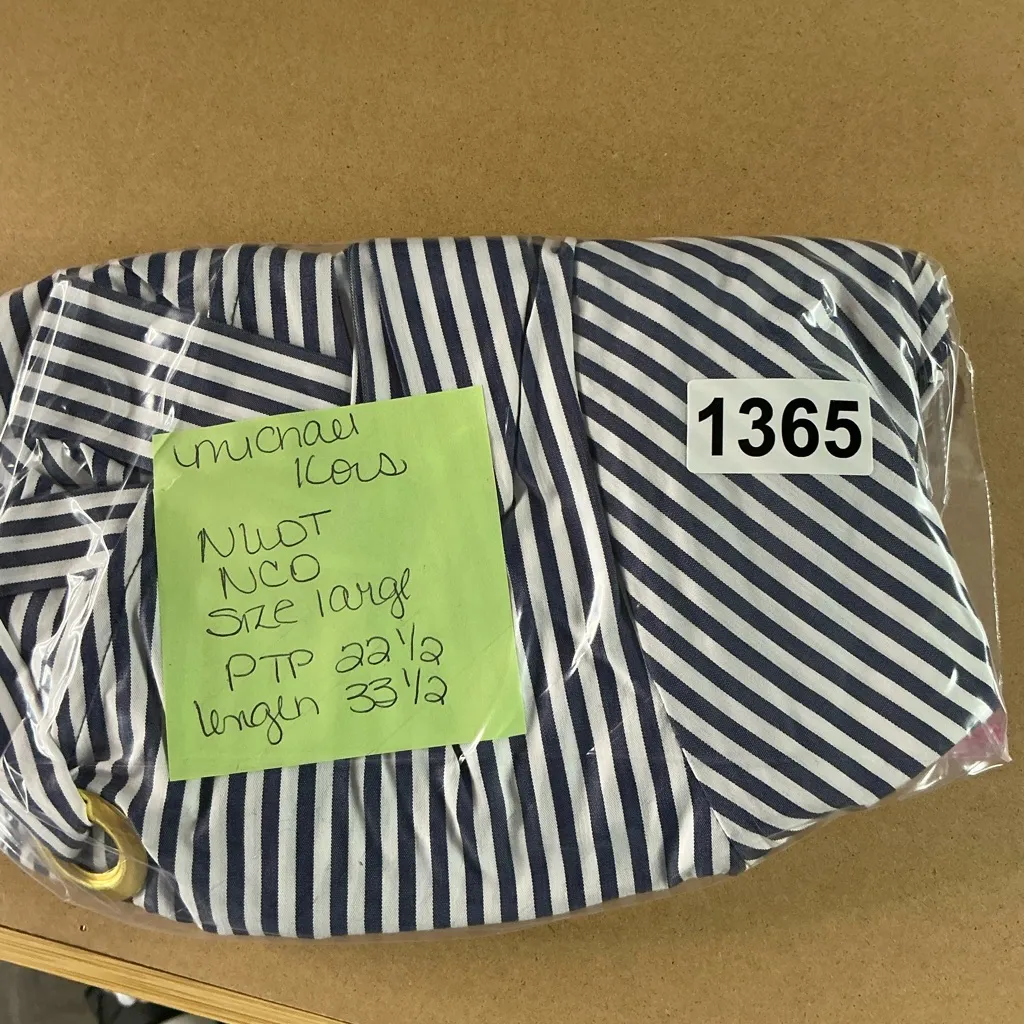 michael
Kors
NWOT
NCO
Size large
PTP 22 1/2
length 33 1/2
1365